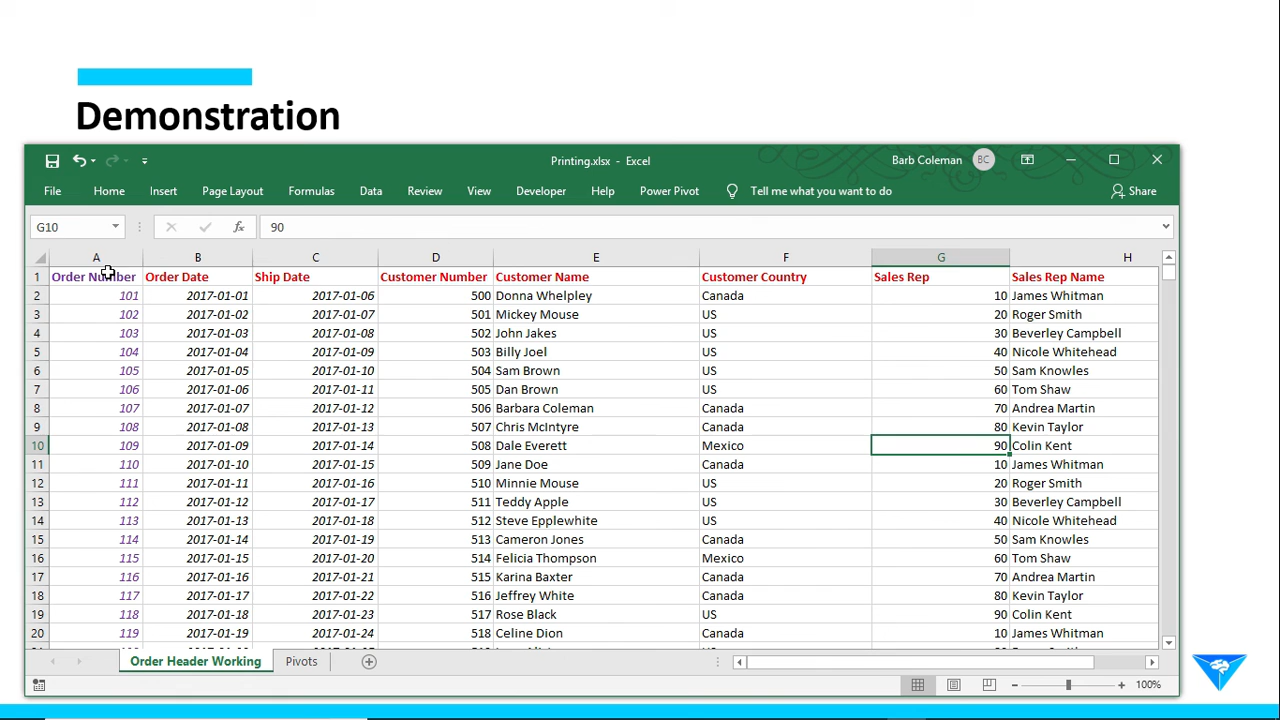 Demonstration
Printing.xlsx - Excel
Barb Coleman BC
File Home Insert Page Layout Formulas Data Review View Developer Help Power Pivot Tell me what you want to do Share
G10 fx 90
A B C D E F G H
1 Order Number Order Date Ship Date Customer Number Customer Name Customer Country Sales Rep Sales Rep Name
2 101 2017-01-01 2017-01-06 500 Donna Whelpley Canada 10 James Whitman
3 102 2017-01-02 2017-01-07 501 Mickey Mouse US 20 Roger Smith
4 103 2017-01-03 2017-01-08 502 John Jakes US 30 Beverley Campbell
5 104 2017-01-04 2017-01-09 503 Billy Joel US 40 Nicole Whitehead
6 105 2017-01-05 2017-01-10 504 Sam Brown US 50 Sam Knowles
7 106 2017-01-06 2017-01-11 505 Dan Brown US 60 Tom Shaw
8 107 2017-01-07 2017-01-12 506 Barbara Coleman Canada 70 Andrea Martin
9 108 2017-01-08 2017-01-13 507 Chris McIntyre Canada 80 Kevin Taylor
10 109 2017-01-09 2017-01-14 508 Dale Everett Mexico 90 Colin Kent
11 110 2017-01-10 2017-01-15 509 Jane Doe Canada 10 James Whitman
12 111 2017-01-11 2017-01-16 510 Minnie Mouse US 20 Roger Smith
13 112 2017-01-12 2017-01-17 511 Teddy Apple US 30 Beverley Campbell
14 113 2017-01-13 2017-01-18 512 Steve Epplewhite US 40 Nicole Whitehead
15 114 2017-01-14 2017-01-19 513 Cameron Jones Canada 50 Sam Knowles
16 115 2017-01-15 2017-01-20 514 Felicia Thompson Mexico 60 Tom Shaw
17 116 2017-01-16 2017-01-21 515 Karina Baxter Canada 70 Andrea Martin
18 117 2017-01-17 2017-01-22 516 Jeffrey White Canada 80 Kevin Taylor
19 118 2017-01-18 2017-01-23 517 Rose Black US 90 Colin Kent
20 119 2017-01-19 2017-01-24 518 Celine Dion Canada 10 James Whitman
Order Header Working Pivots
100%